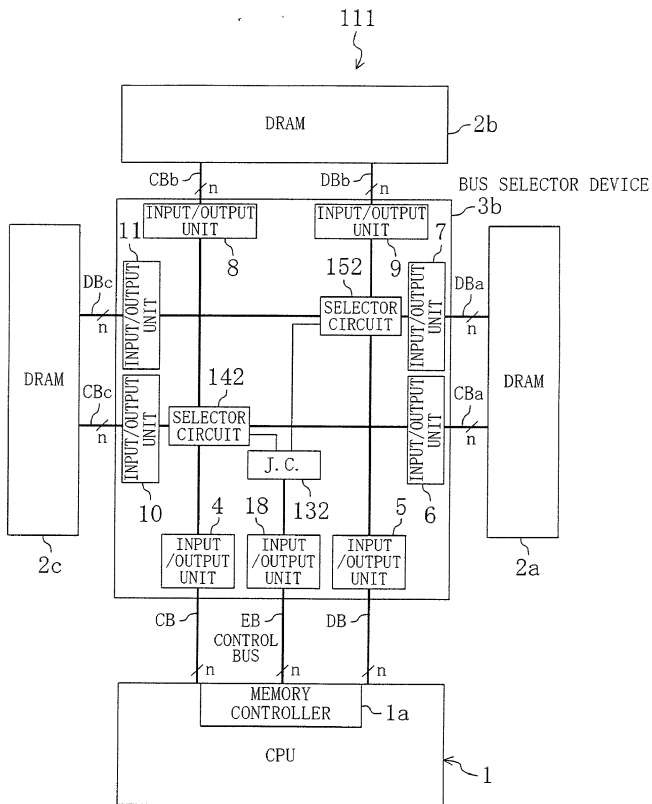 111
DRAM
2b
CBb
n
DBb
n
BUS SELECTOR DEVICE
3b
INPUT/OUTPUT
UNIT
8
INPUT/OUTPUT
UNIT
9
11
7
DBc
n
INPUT/OUTPUT
UNIT
152
SELECTOR
CIRCUIT
INPUT/OUTPUT
UNIT
DBa
n
DRAM
DRAM
CBc
n
INPUT/OUTPUT
UNIT
142
SELECTOR
CIRCUIT
INPUT/OUTPUT
UNIT
CBa
n
J.C.
132
10
6
4
18
5
INPUT
/OUTPUT
UNIT
INPUT
/OUTPUT
UNIT
INPUT
/OUTPUT
UNIT
2c
2a
CB
EB
DB
CONTROL
BUS
n
n
n
MEMORY
CONTROLLER
1a
CPU
1